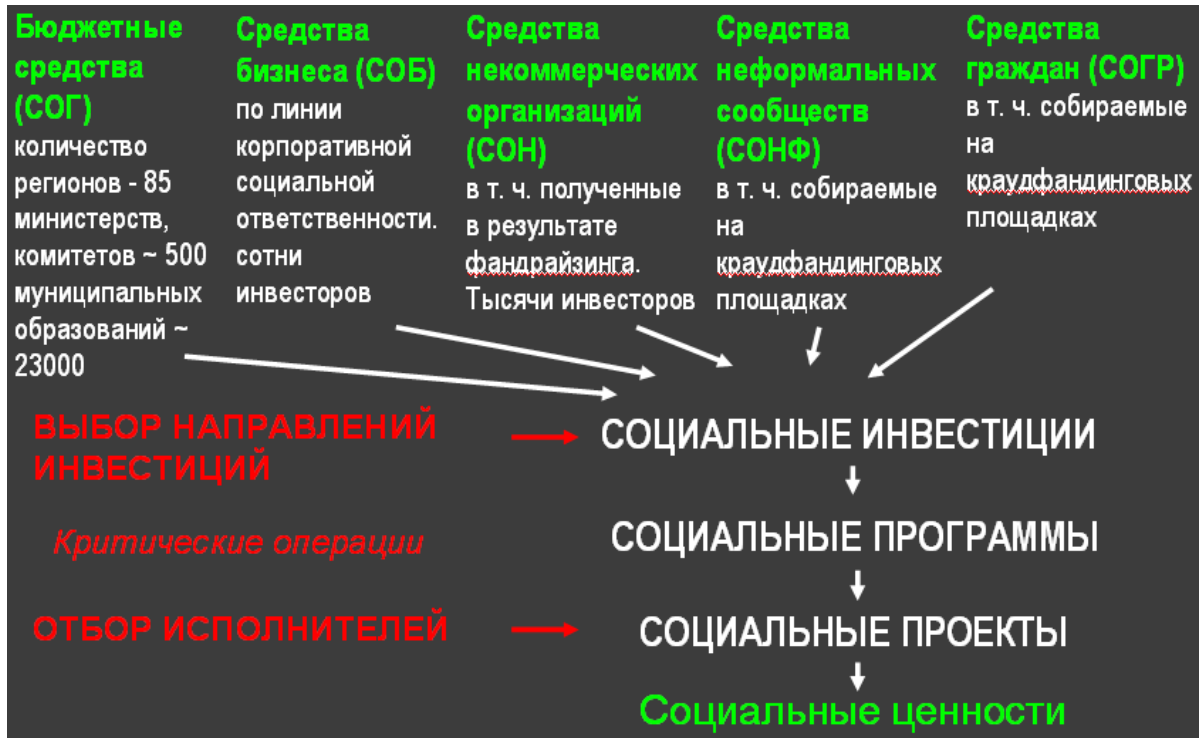 Бюджетные
средства
(СОГ)
количество
регионов - 85
министерств,
комитетов ~ 500
муниципальных
образований ~
23000
Средства
бизнеса (СОБ)
по линии
корпоративной
социальной
ответственности.
сотни
инвесторов
Средства
некоммерческих
организаций
(СОН)
в т. ч. полученные
в результате
фандрайзинга.
Тысячи инвесторов
Средства
неформальных
сообществ
(СОНФ)
в т. ч. собираемые
на
краудфандинговых
площадках
Средства
граждан (СОГР)
в т. ч. собираемые
на
краудфандинговых
площадках
ВЫБОР НАПРАВЛЕНИЙ
ИНВЕСТИЦИЙ
СОЦИАЛЬНЫЕ ИНВЕСТИЦИИ
Критические операции
СОЦИАЛЬНЫЕ ПРОГРАММЫ
ОТБОР ИСПОЛНИТЕЛЕЙ
СОЦИАЛЬНЫЕ ПРОЕКТЫ
Социальные ценности